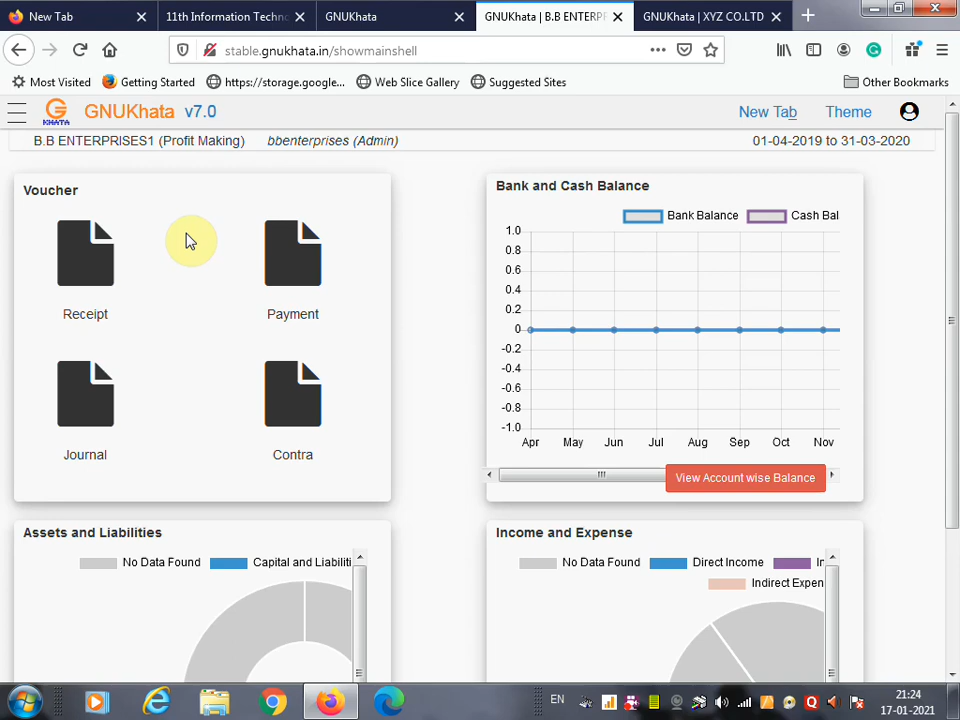 New Tab
11th Information Techno
GNUKhata
GNUKhata | B.B ENTERPR
GNUKhata | XYZ CO.LTD
stable.gnukhata.in/showmainshell
Most Visited
Getting Started
https://storage.google...
Web Slice Gallery
Suggested Sites
Other Bookmarks
KHATA
GNUKhata v7.0
New Tab
Theme
B.B ENTERPRISES1 (Profit Making)
bbenterprises (Admin)
01-04-2019 to 31-03-2020
Voucher
Receipt
Payment
Journal
Contra
Bank and Cash Balance
Bank Balance
Cash Bal
1.0
0.8
0.6
0.4
0.2
0
-0.2
-0.4
-0.6
-0.8
-1.0
Apr May Jun Jul Aug Sep Oct Nov
View Account wise Balance
Assets and Liabilities
No Data Found
Capital and Liabiliti
Income and Expense
No Data Found
Direct Income
In
Indirect Expen
EN
21:24
17-01-2021